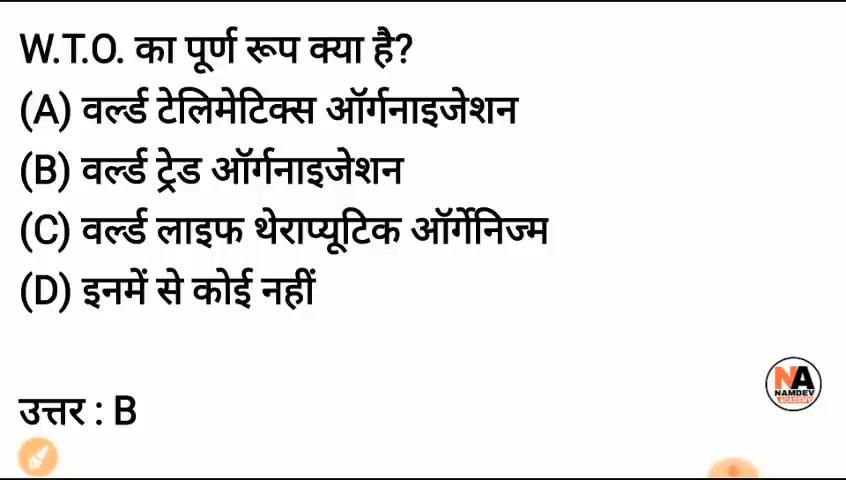 W.T.O. का पूर्ण रूप क्या है?
(A) वर्ल्ड टेलिमेटिक्स ऑर्गनाइजेशन
(B) वर्ल्ड ट्रेड ऑर्गनाइजेशन
(C) वर्ल्ड लाइफ थेराप्यूटिक ऑर्गेनिज्म
(D) इनमें से कोई नहीं
उत्तर : B
NA
NAMDEV
ACADEMY